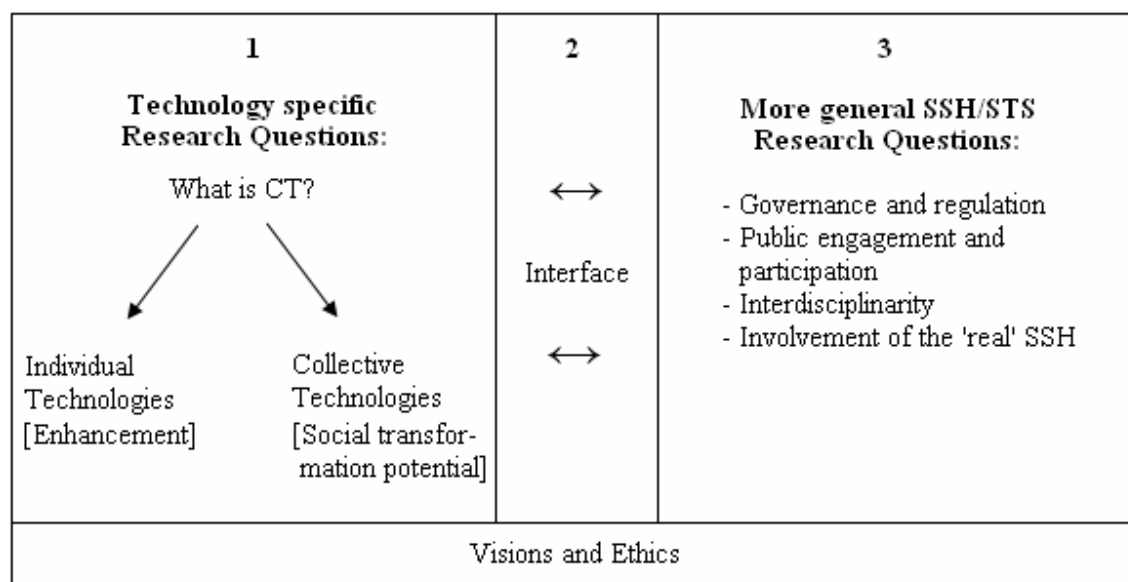 1
Technology specific
Research Questions:
What is CT?
Individual
Technologies
[Enhancement]
Collective
Technologies
[Social transfor-
mation potential]
2
Interface
3
More general SSH/STS
Research Questions:
- Governance and regulation
- Public engagement and
participation
- Interdisciplinarity
- Involvement of the 'real' SSH
Visions and Ethics